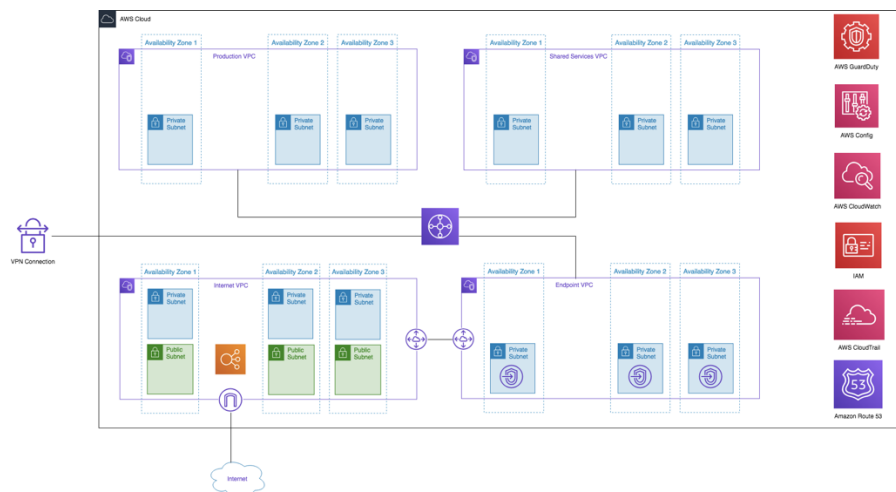 AWS Cloud
Availability Zone 1
Availability Zone 2
Availability Zone 3
Production VPC
Private
Subnet
Private
Subnet
Private
Subnet
Availability Zone 1
Availability Zone 2
Availability Zone 3
Shared Services VPC
Private
Subnet
Private
Subnet
Private
Subnet
VPN Connection
Availability Zone 1
Availability Zone 2
Availability Zone 3
Internet VPC
Private
Subnet
Private
Subnet
Private
Subnet
Public
Subnet
Public
Subnet
Public
Subnet
Availability Zone 1
Availability Zone 2
Availability Zone 3
Endpoint VPC
Private
Subnet
Private
Subnet
Private
Subnet
Internet
AWS GuardDuty
AWS Config
AWS CloudWatch
IAM
AWS CloudTrail
53
Amazon Route 53